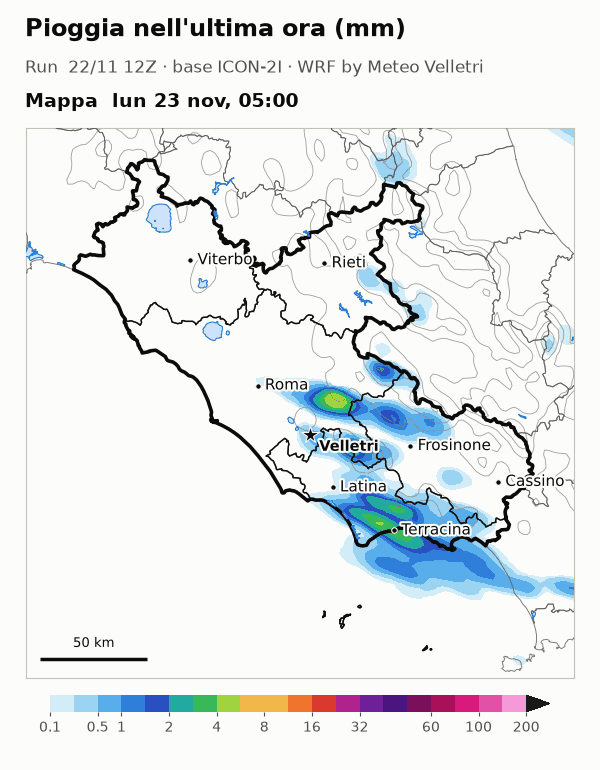 Pioggia nell'ultima ora (mm)
Run 22/11 12Z · base ICON-2I · WRF by Meteo Velletri
Mappa lun 23 nov, 05:00
Viterbo
Rieti
Roma
Velletri
Frosinone
Latina
Cassino
Terracina
50 km
0.1 0.5 1 2 4 8 16 32 60 100 200